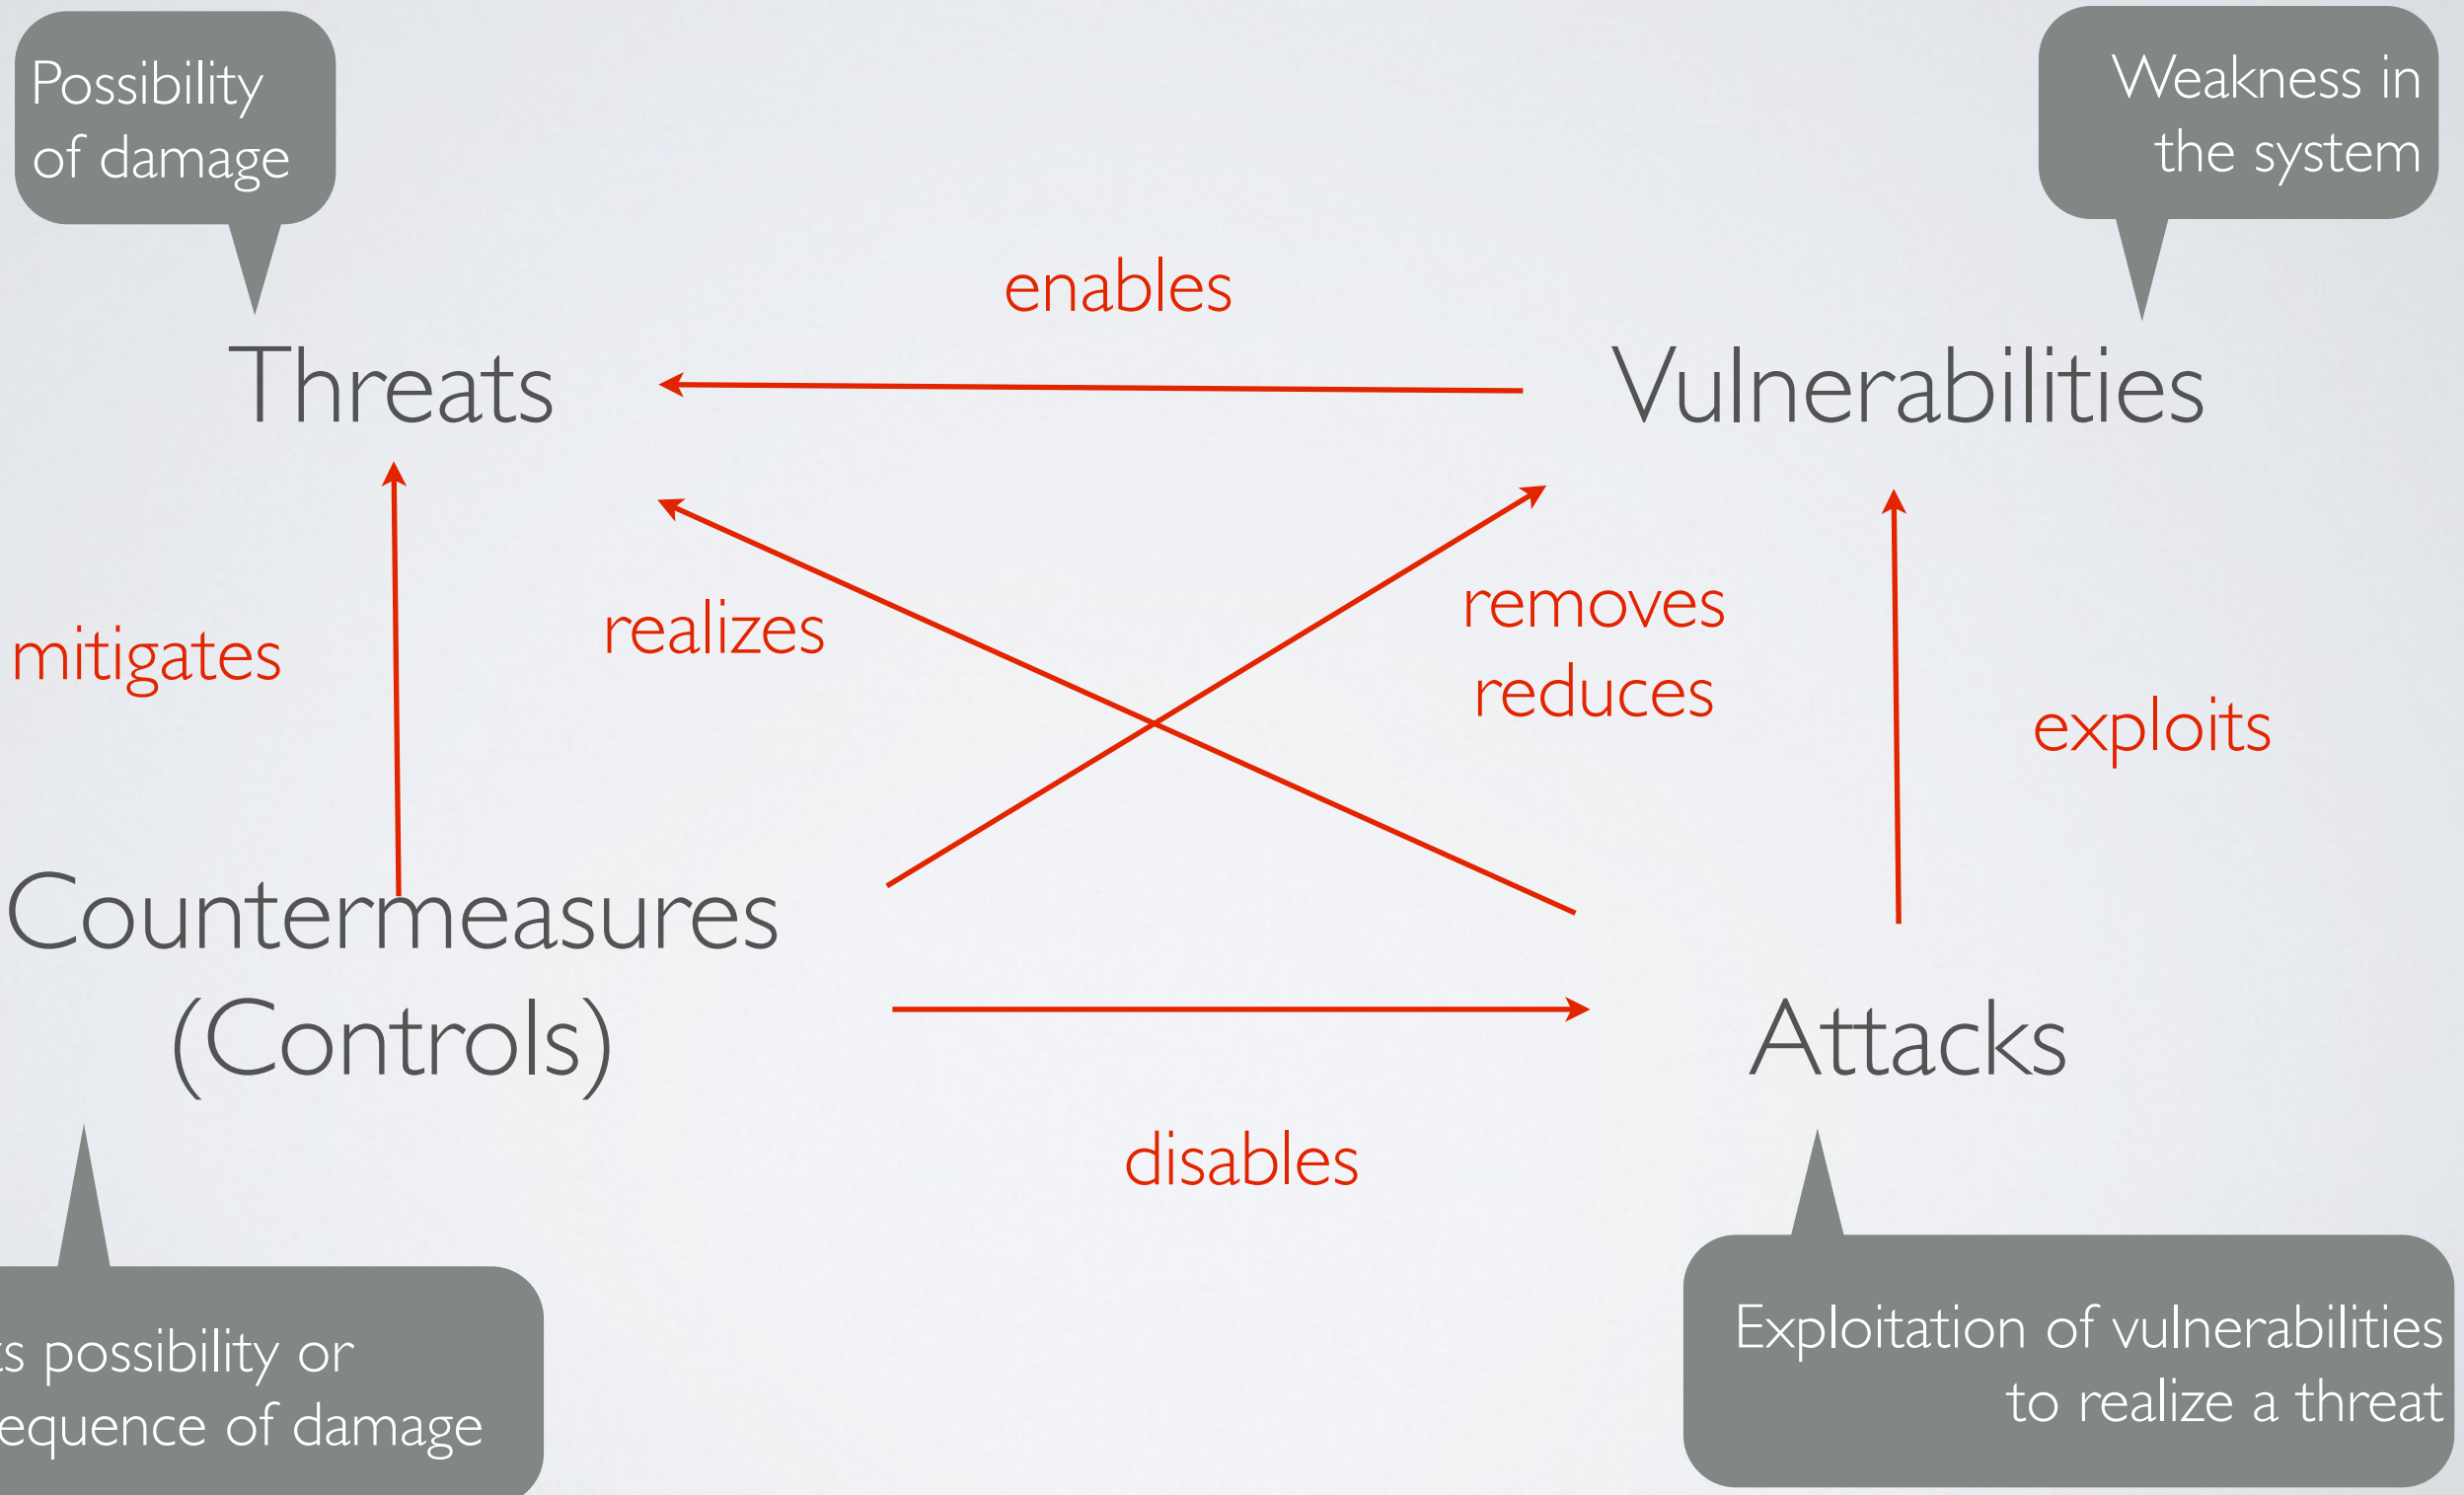 Possibility
of damage
Weakness in
the system
enables
Threats
Vulnerabilities
mitigates
realizes
removes
reduces
exploits
Countermeasures
(Controls)
Attacks
disables
possibility or
of damage
Exploitation of vulnerabilities
to realize a threat